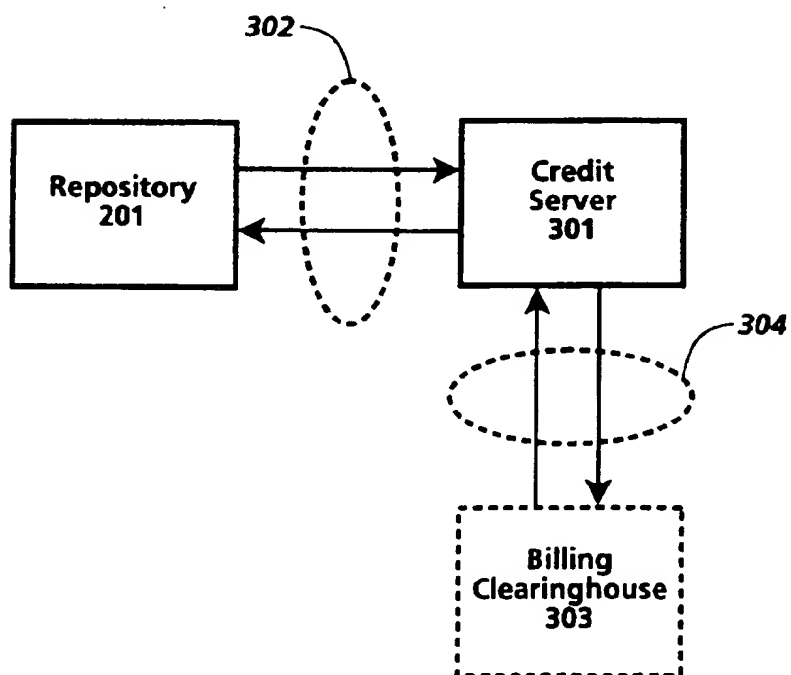 302
Repository
201
Credit
Server
301
304
Billing
Clearinghouse
303